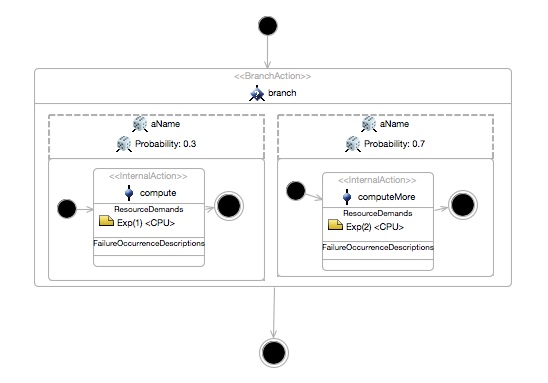 <<BranchAction>>
branch
aName
Probability: 0.3
<<InternalAction>>
compute
ResourceDemands
Exp(1) <CPU>
FailureOccurrenceDescriptions
aName
Probability: 0.7
<<InternalAction>>
computeMore
ResourceDemands
Exp(2) <CPU>
FailureOccurrenceDescriptions